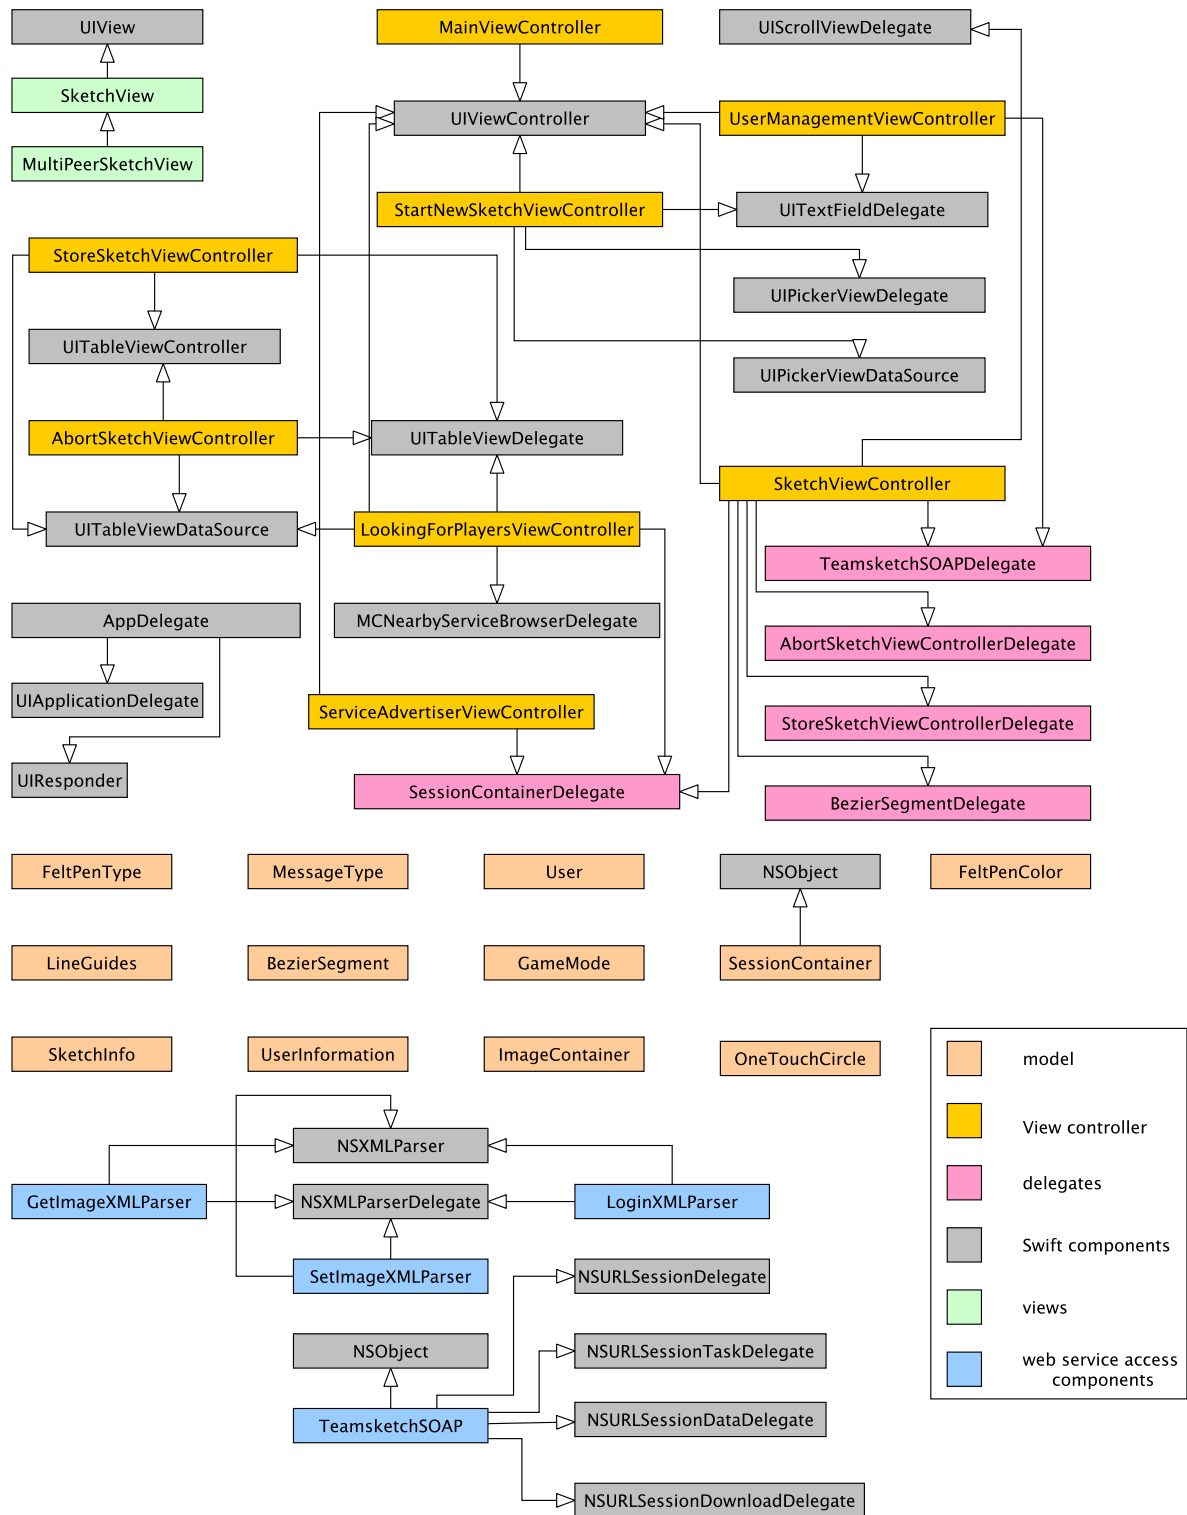 UIView
MainViewController
UIScrollViewDelegate
SketchView
UIViewController
UserManagementViewController
MultiPeerSketchView
StartNewSketchViewController
UITextFieldDelegate
StoreSketchViewController
UIPickerViewDelegate
UITableViewController
UIPickerViewDataSource
AbortSketchViewController
UITableViewDelegate
SketchViewController
UITableViewDataSource
LookingForPlayersViewController
TeamsketchSOAPDelegate
AppDelegate
MCNearbyServiceBrowserDelegate
AbortSketchViewControllerDelegate
UIApplicationDelegate
ServiceAdvertiserViewController
StoreSketchViewControllerDelegate
UIResponder
SessionContainerDelegate
BezierSegmentDelegate
FeltPenType
MessageType
User
NSObject
FeltPenColor
LineGuides
BezierSegment
GameMode
SessionContainer
SketchInfo
UserInformation
ImageContainer
OneTouchCircle
model
View controller
delegates
Swift components
views
web service access
components
NSXMLParser
GetImageXMLParser
NSXMLParserDelegate
LoginXMLParser
SetImageXMLParser
NSURLSessionDelegate
NSObject
NSURLSessionTaskDelegate
TeamsketchSOAP
NSURLSessionDataDelegate
NSURLSessionDownloadDelegate